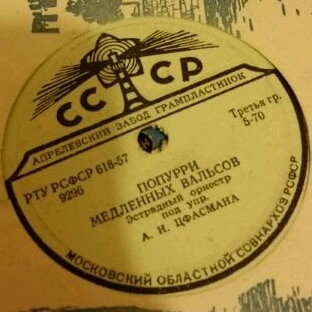 СССР
АПРЕЛЕВСКИЙ ЗАВОД ГРАМПЛАСТИНОК
РТУ РСФСР 618-57
9296
Третья гр.
5-70
ПОПУРРИ
МЕДЛЕННЫХ ВАЛЬСОВ
Эстрадный оркестр
под упр.
А. Н. ЦФАСМАНА
МОСКОВСКИЙ ОБЛАСТНОЙ СОВНАРХОЗ РСФСР